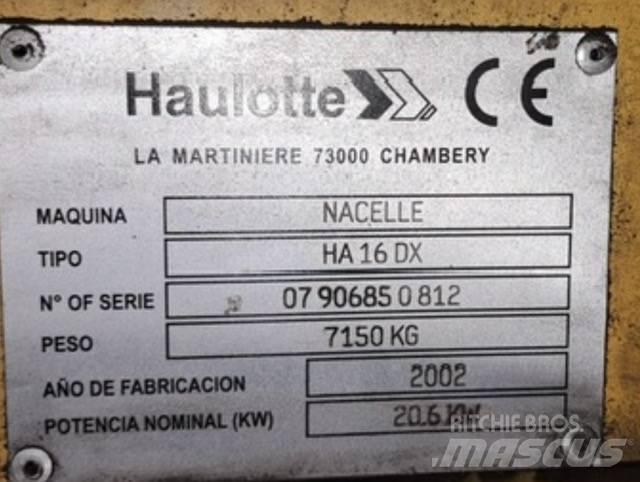 Haulotte CE
LA MARTINIERE 73000 CHAMBERY
MAQUINA NACELLE
TIPO HA 16 DX
N° OF SERIE 07 90685 0 812
PESO 7150 KG
AÑO DE FABRICACION 2002
POTENCIA NOMINAL (KW) 20.6 KW
RITCHIE BROS.
MASCUS